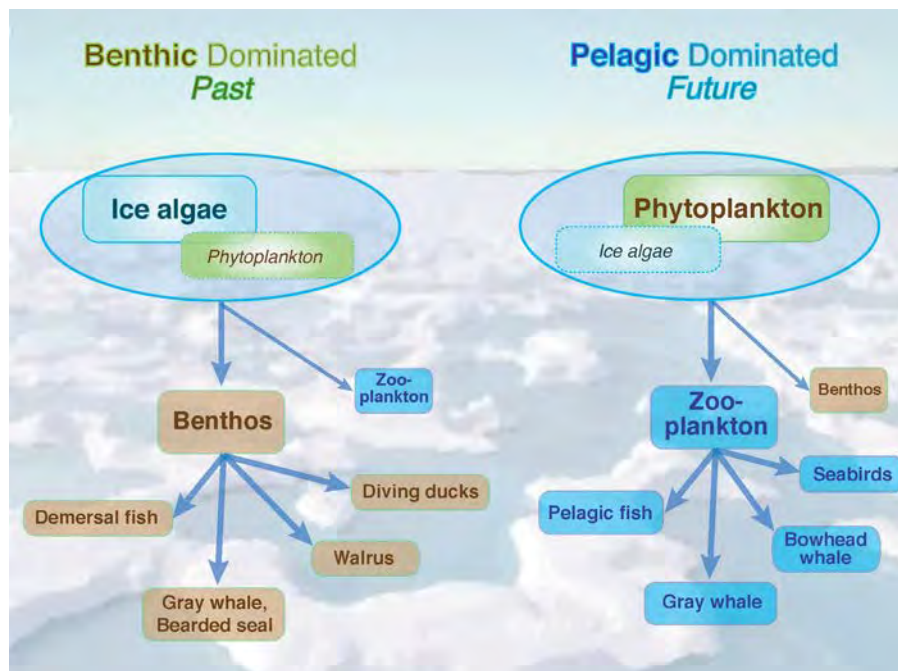 Benthic Dominated
Past
Ice algae
Phytoplankton
Zoo-
plankton
Benthos
Diving ducks
Demersal fish
Walrus
Gray whale,
Bearded seal
Pelagic Dominated
Future
Phytoplankton
Ice algae
Benthos
Zoo-
plankton
Seabirds
Pelagic fish
Bowhead
whale
Gray whale